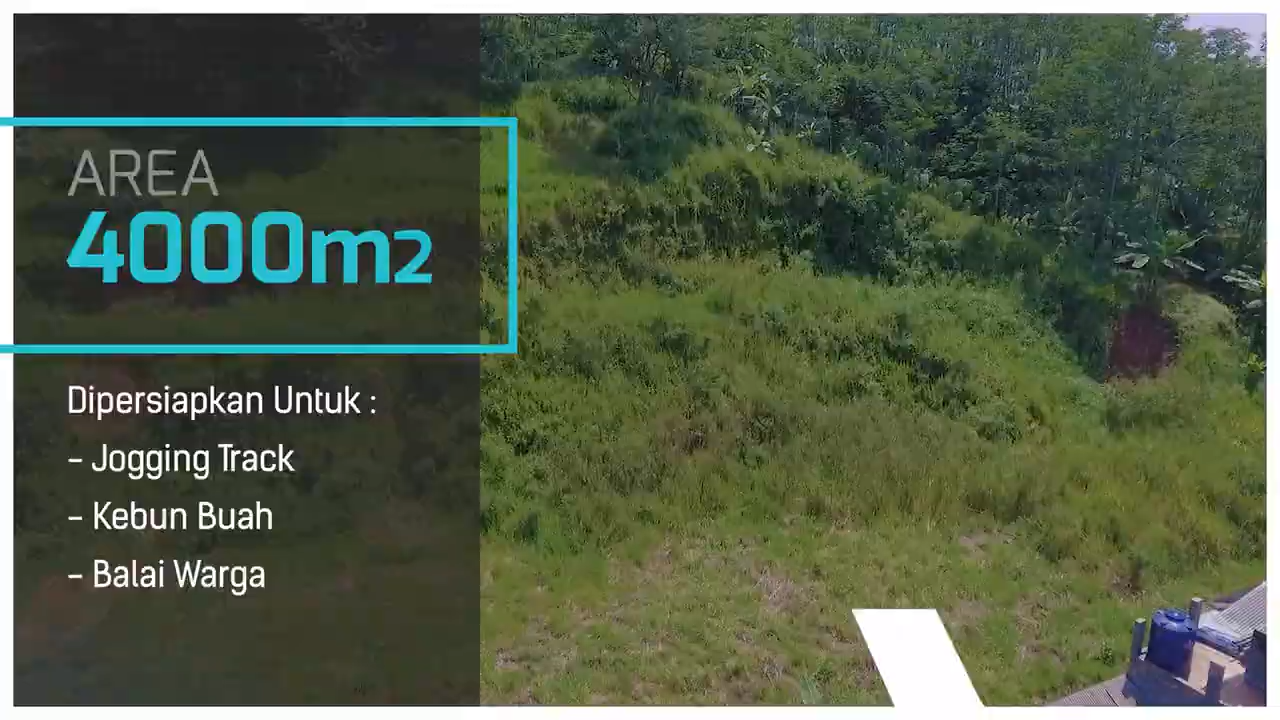 AREA
4000m2
Dipersiapkan Untuk :
- Jogging Track
- Kebun Buah
- Balai Warga